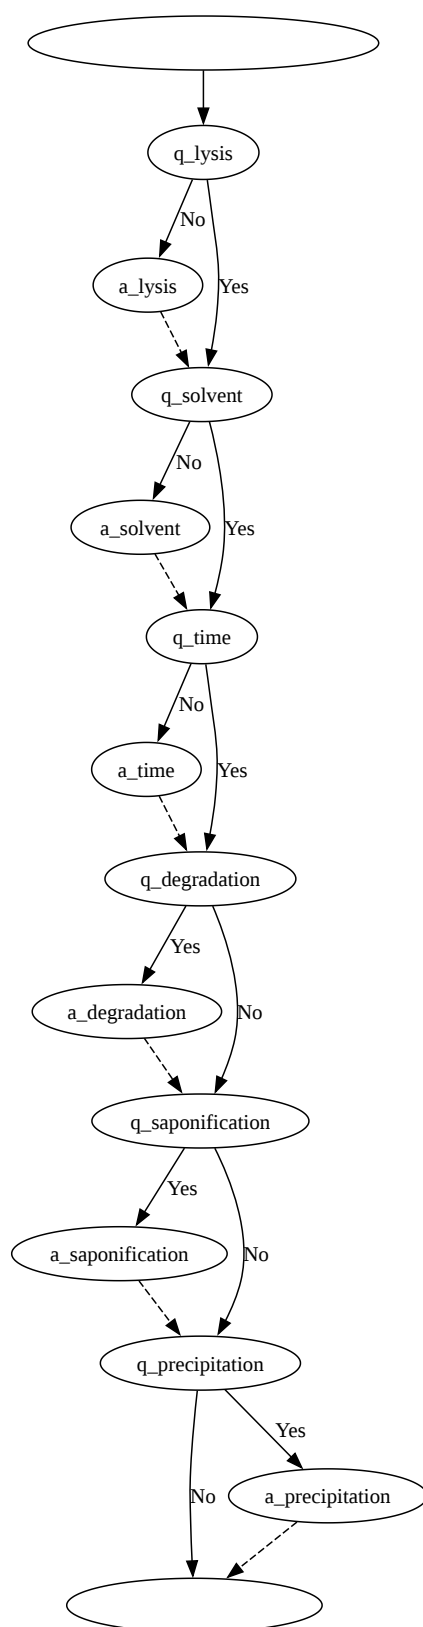 q_lysis
No
a_lysis
Yes
q_solvent
No
a_solvent
Yes
q_time
No
a_time
Yes
q_degradation
Yes
a_degradation
No
q_saponification
Yes
a_saponification
No
q_precipitation
Yes
No
a_precipitation